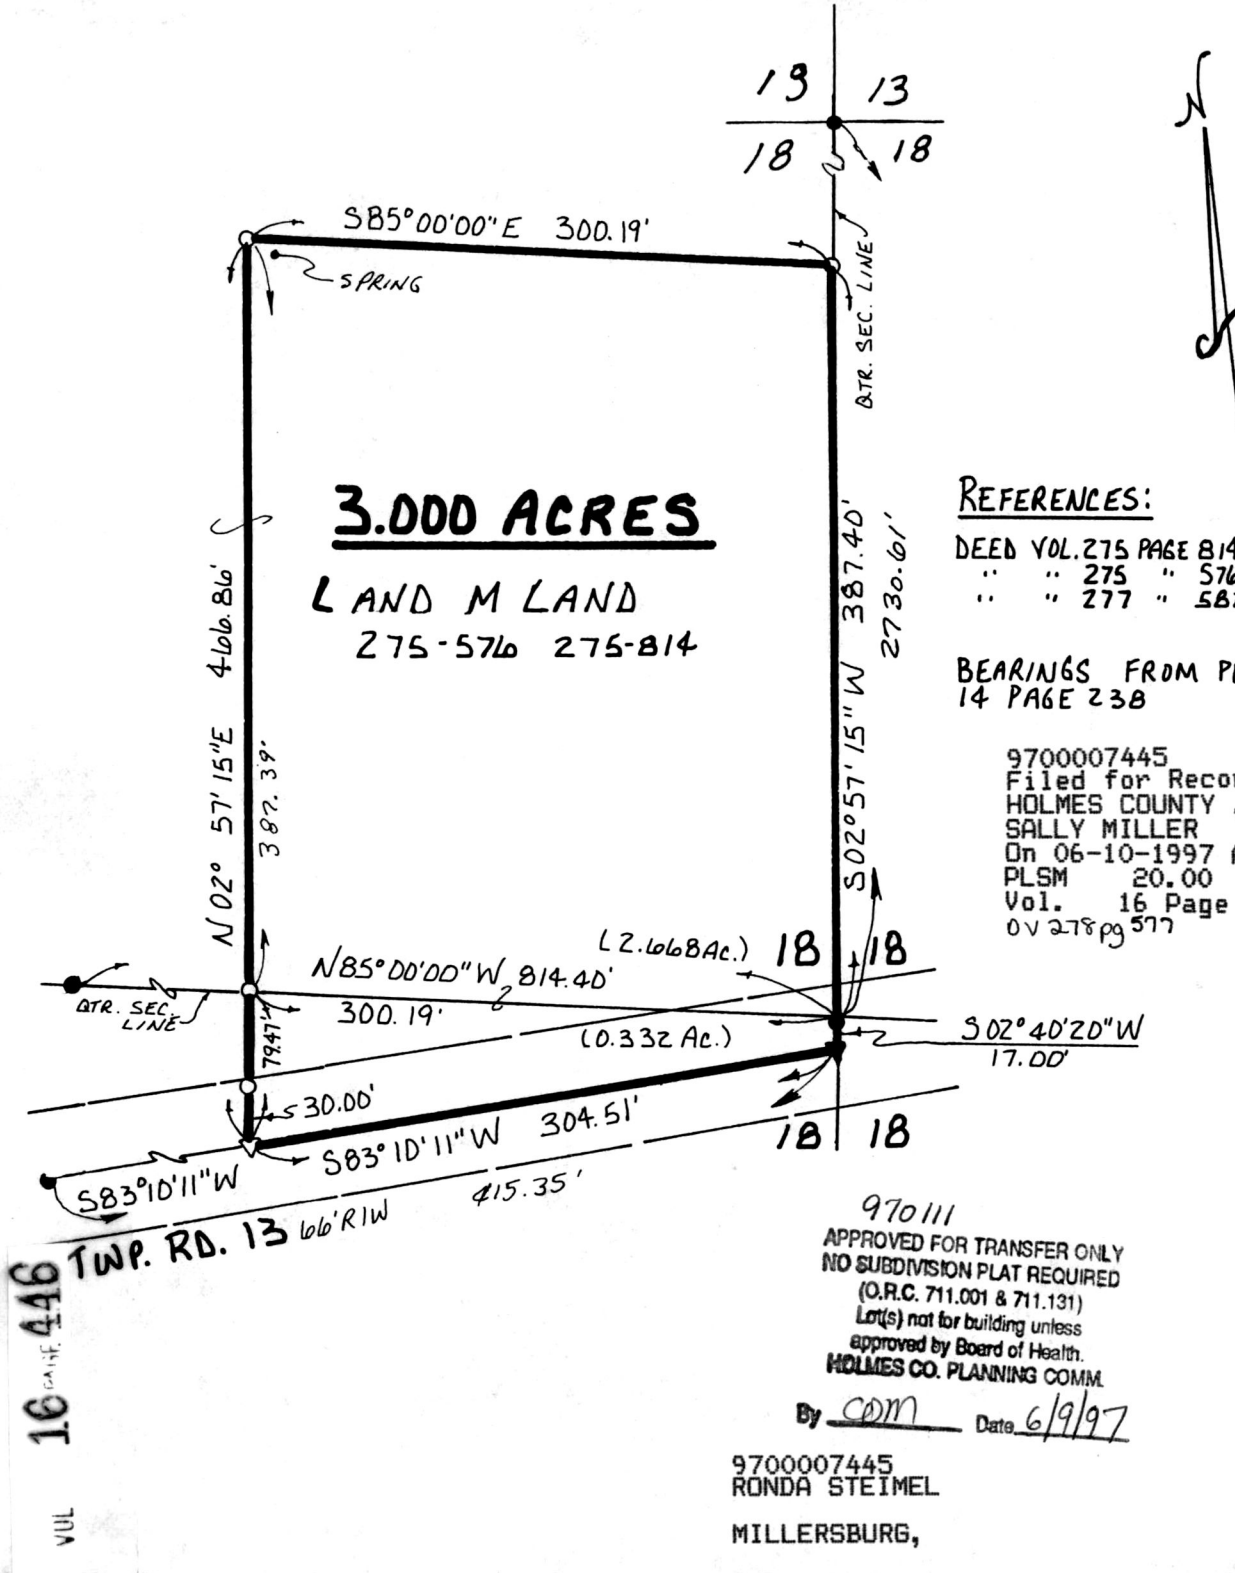 19 13
18 18
N
S85°00'00"E 300.19'
SPRING
QTR. SEC. LINE
3.000 ACRES
L AND M LAND
275-576 275-814
N 02° 57' 15"E 466.86'
387.39'
S02°57'15"W 387.40'
2730.61'
REFERENCES:
DEED VOL. 275 PAGE 814
" " 275 " 576
" " 277 "
BEARINGS FROM
14 PAGE 238
9700007445
Filed for
HOLMES COUNTY
SALLY MILLER
On 06-10-1997
PLSM 20.00
Vol. 16 Page
OV 278 pg 577
(2.668 Ac.) 18 18
N85°00'00"W 814.40'
300.19'
QTR. SEC.
LINE
79.47'
(0.332 Ac.)
S02°40'20"W
17.00'
30.00'
S83°10'11"W 304.51'
18 18
S83°10'11"W
415.35'
TWP. RD. 13 66' R/W
VOL 16 PAGE 446
970111
APPROVED FOR TRANSFER ONLY
NO SUBDIVISION PLAT REQUIRED
(O.R.C. 711.001 & 711.131)
Lot(s) not for building unless
approved by Board of Health.
HOLMES CO. PLANNING COMM.
By CDM Date 6/9/97
9700007445
RONDA STEIMEL
MILLERSBURG,